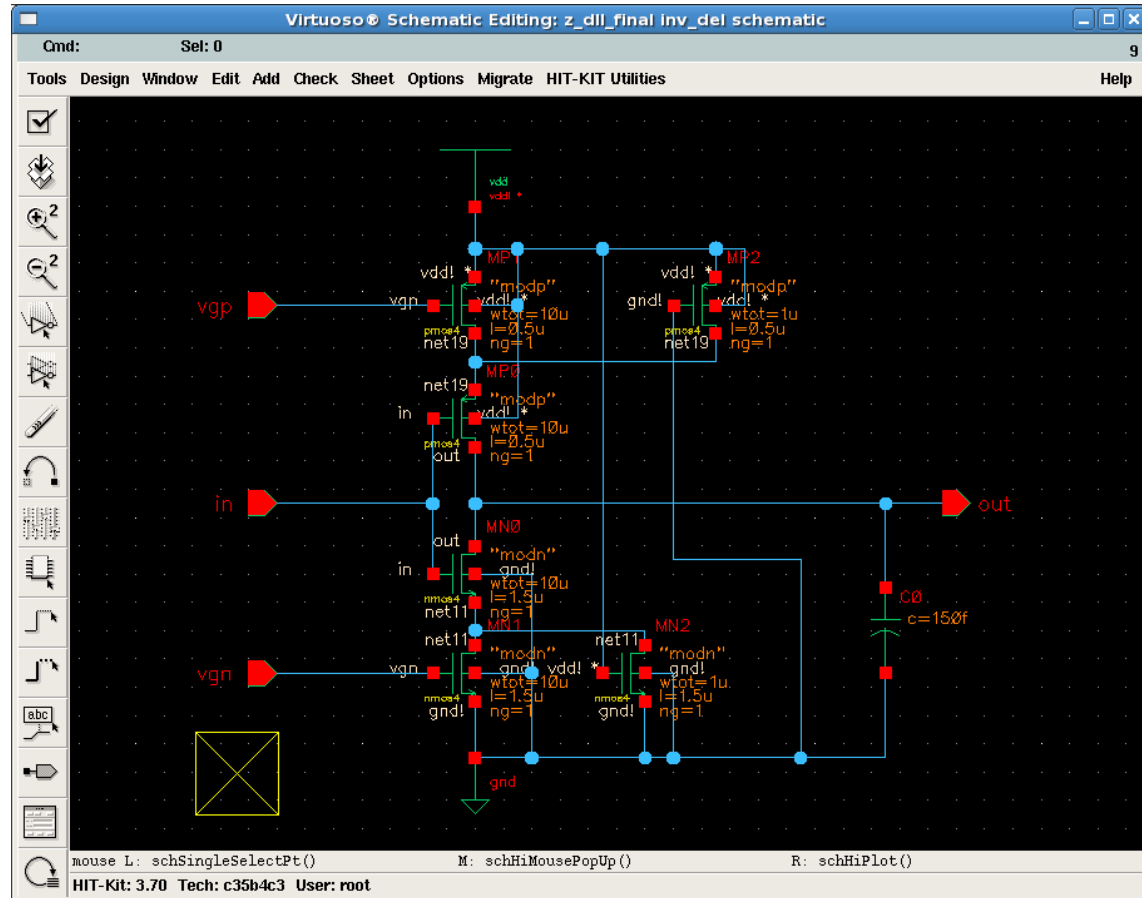 Virtuoso® Schematic Editing: z_dll_final inv_del schematic
Cmd: Sel: 0
9
Tools Design Window Edit Add Check Sheet Options Migrate HIT-KIT Utilities Help
2
2
abc
vdd
vdd! *
vgp
vdd! *
MP1
"modp"
vgn
vdd! *
wtot=10u
l=0.5u
ng=1
pmos4
net19
vdd! *
MP2
"modp"
gnd!
vdd! *
wtot=1u
l=0.5u
ng=1
pmos4
net19
net19
MP0
"modp"
in
vdd! *
wtot=10u
l=0.5u
ng=1
pmos4
out
in
out
out
MN0
"modn"
in
gnd!
wtot=10u
l=1.5u
ng=1
nmos4
net11
C0
c=150f
vgn
net11
MN1
"modn"
vgn
gnd!
wtot=10u
l=1.5u
ng=1
nmos4
gnd!
net11
MN2
"modn"
vdd! *
gnd!
wtot=1u
l=1.5u
ng=1
nmos4
gnd!
gnd
mouse L: schSingleSelectPt() M: schHiMousePopUp() R: schHiPlot()
HIT-Kit: 3.70 Tech: c35b4c3 User: root